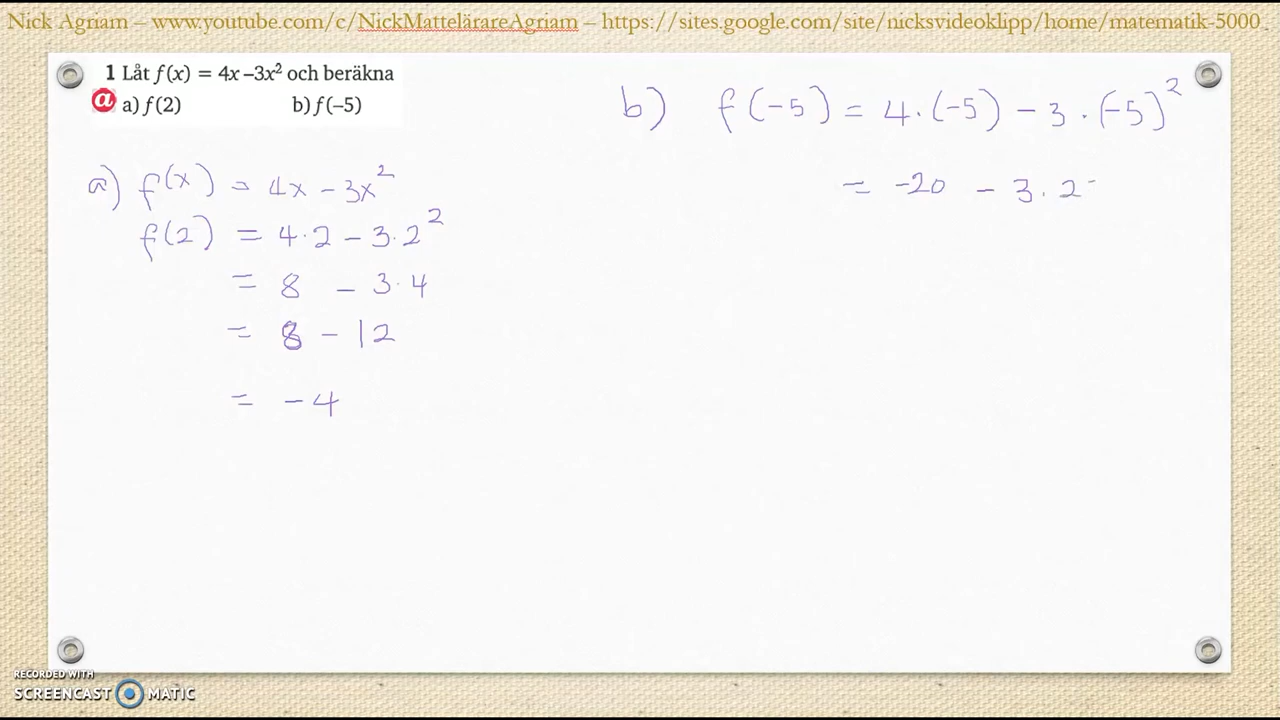 Nick Agriam – www.youtube.com/c/NickMattelärareAgriam – https://sites.google.com/site/nicksvideoklipp/home/matematik-5000
1 Låt f(x) = 4x – 3x² och beräkna
a a) f(2) b) f(–5)
a) f(x) = 4x – 3x²
f(2) = 4·2 – 3·2²
= 8 – 3·4
= 8 – 12
= –4
b) f(–5) = 4·(–5) – 3·(–5)²
= –20 – 3·2
RECORDED WITH
SCREENCAST MATIC